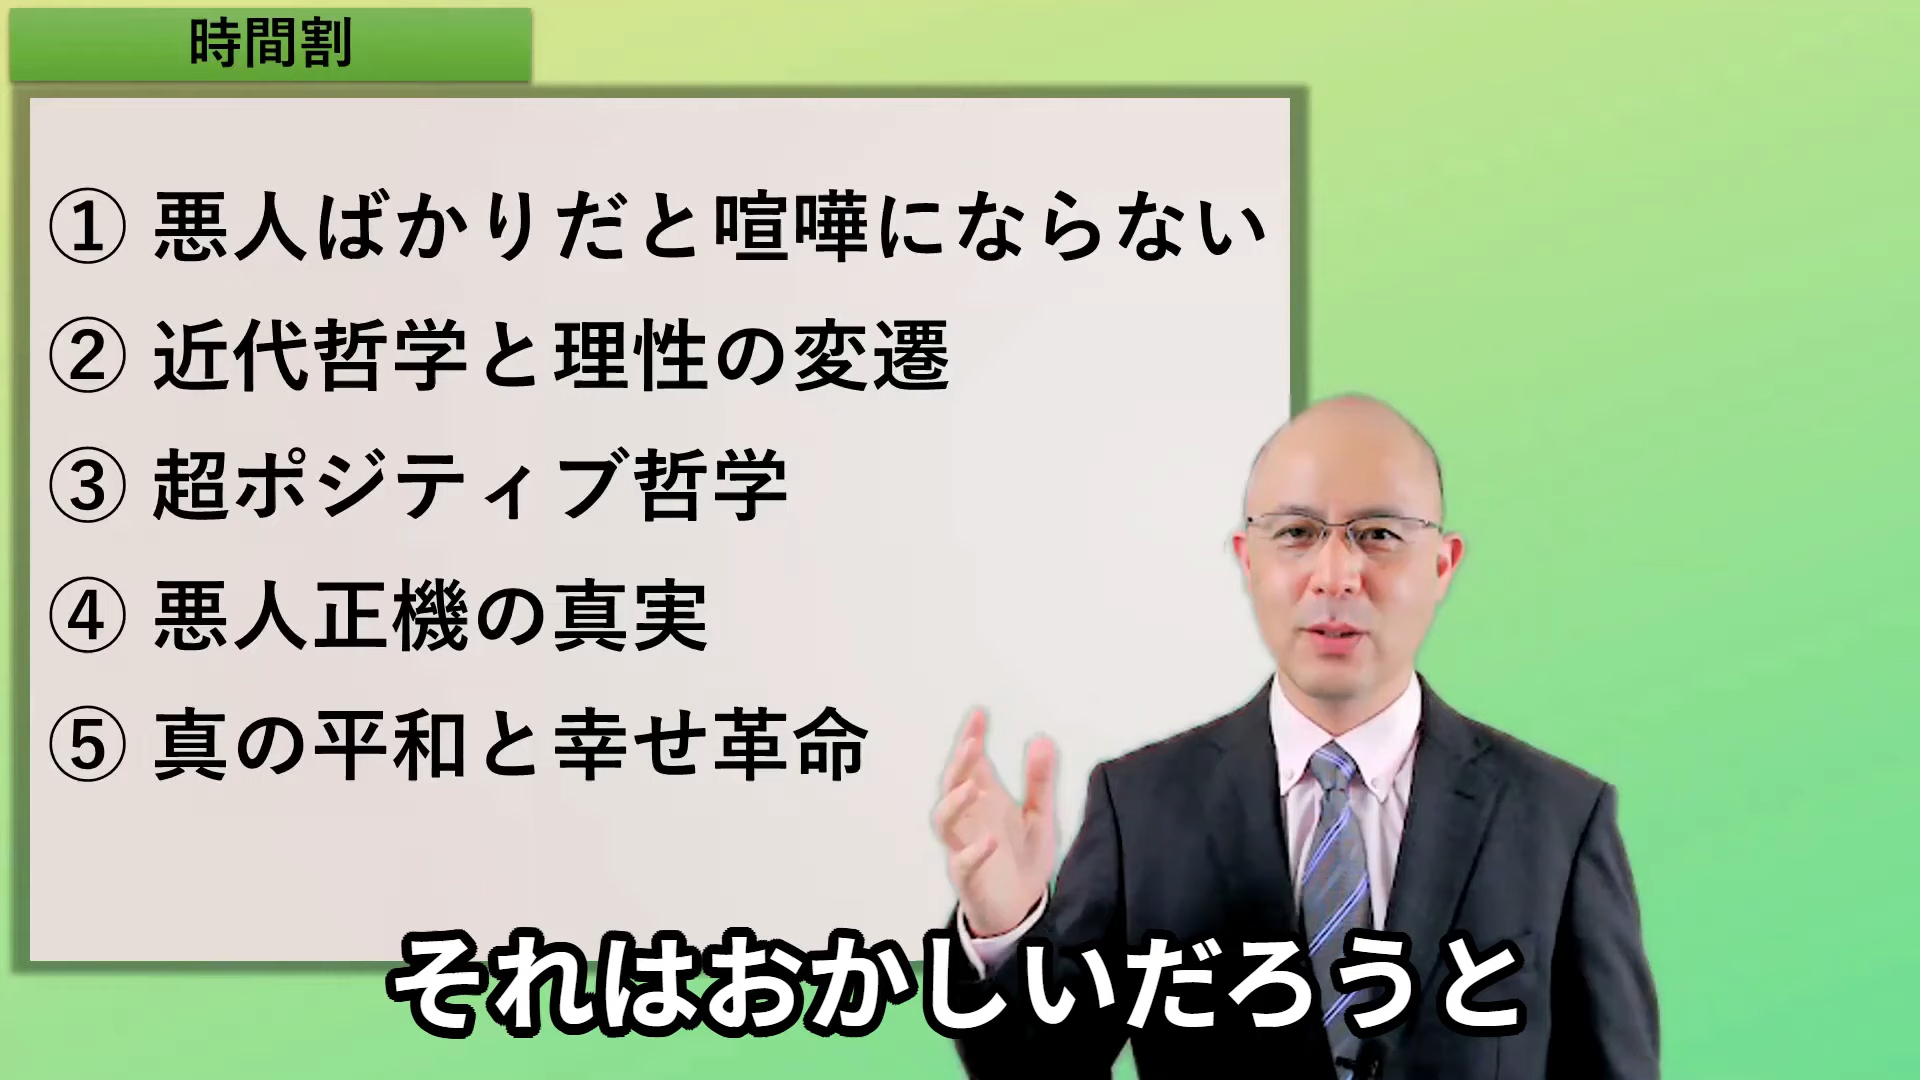 時間割
① 悪人ばかりだと喧嘩にならない
② 近代哲学と理性の変遷
③ 超ポジティブ哲学
④ 悪人正機の真実
⑤ 真の平和と幸せ革命
それはおかしいだろうと